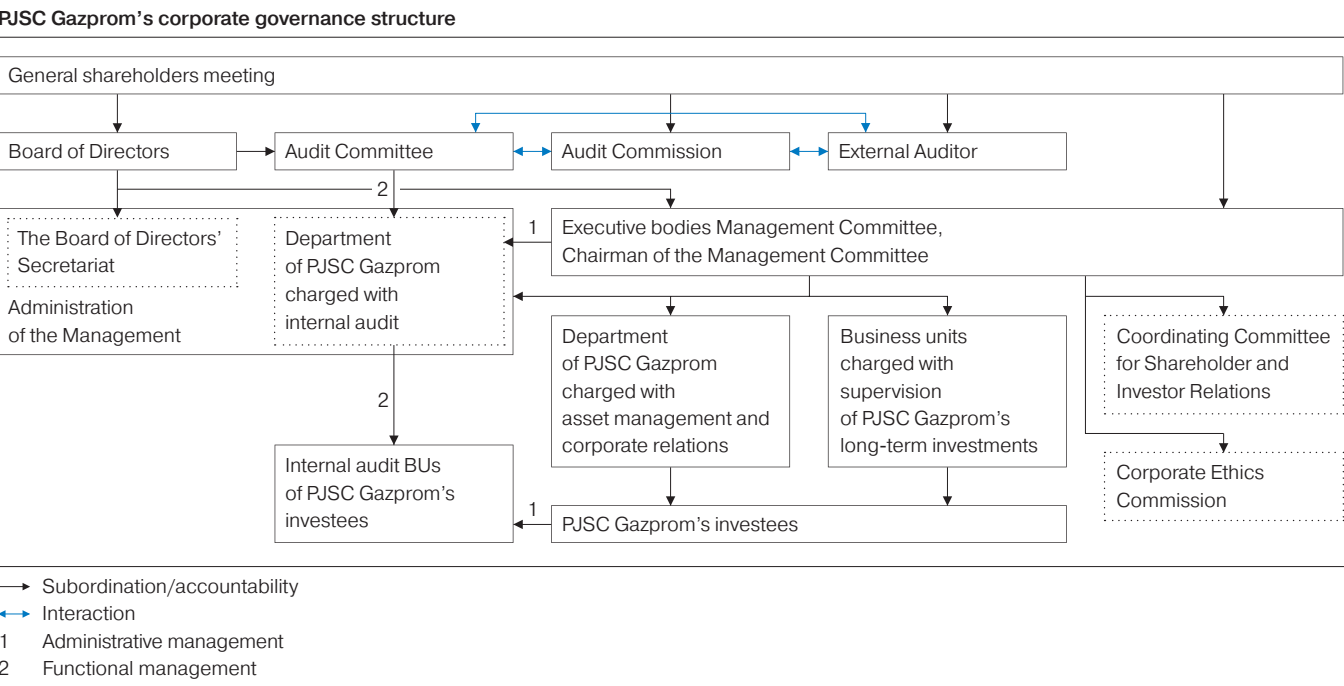 PJSC Gazprom’s corporate governance structure
General shareholders meeting
Board of Directors
Audit Committee
Audit Commission
External Auditor
2
The Board of Directors’
Secretariat
Administration
of the Management
Department
of PJSC Gazprom
charged with
internal audit
1
Executive bodies Management Committee,
Chairman of the Management Committee
Department
of PJSC Gazprom
charged with
asset management and
corporate relations
Business units
charged with
supervision
of PJSC Gazprom’s
long-term investments
Coordinating Committee
for Shareholder and
Investor Relations
2
Internal audit BUs
of PJSC Gazprom’s
investees
1
PJSC Gazprom’s investees
Corporate Ethics
Commission
Subordination/accountability
Interaction
1 Administrative management
2 Functional management